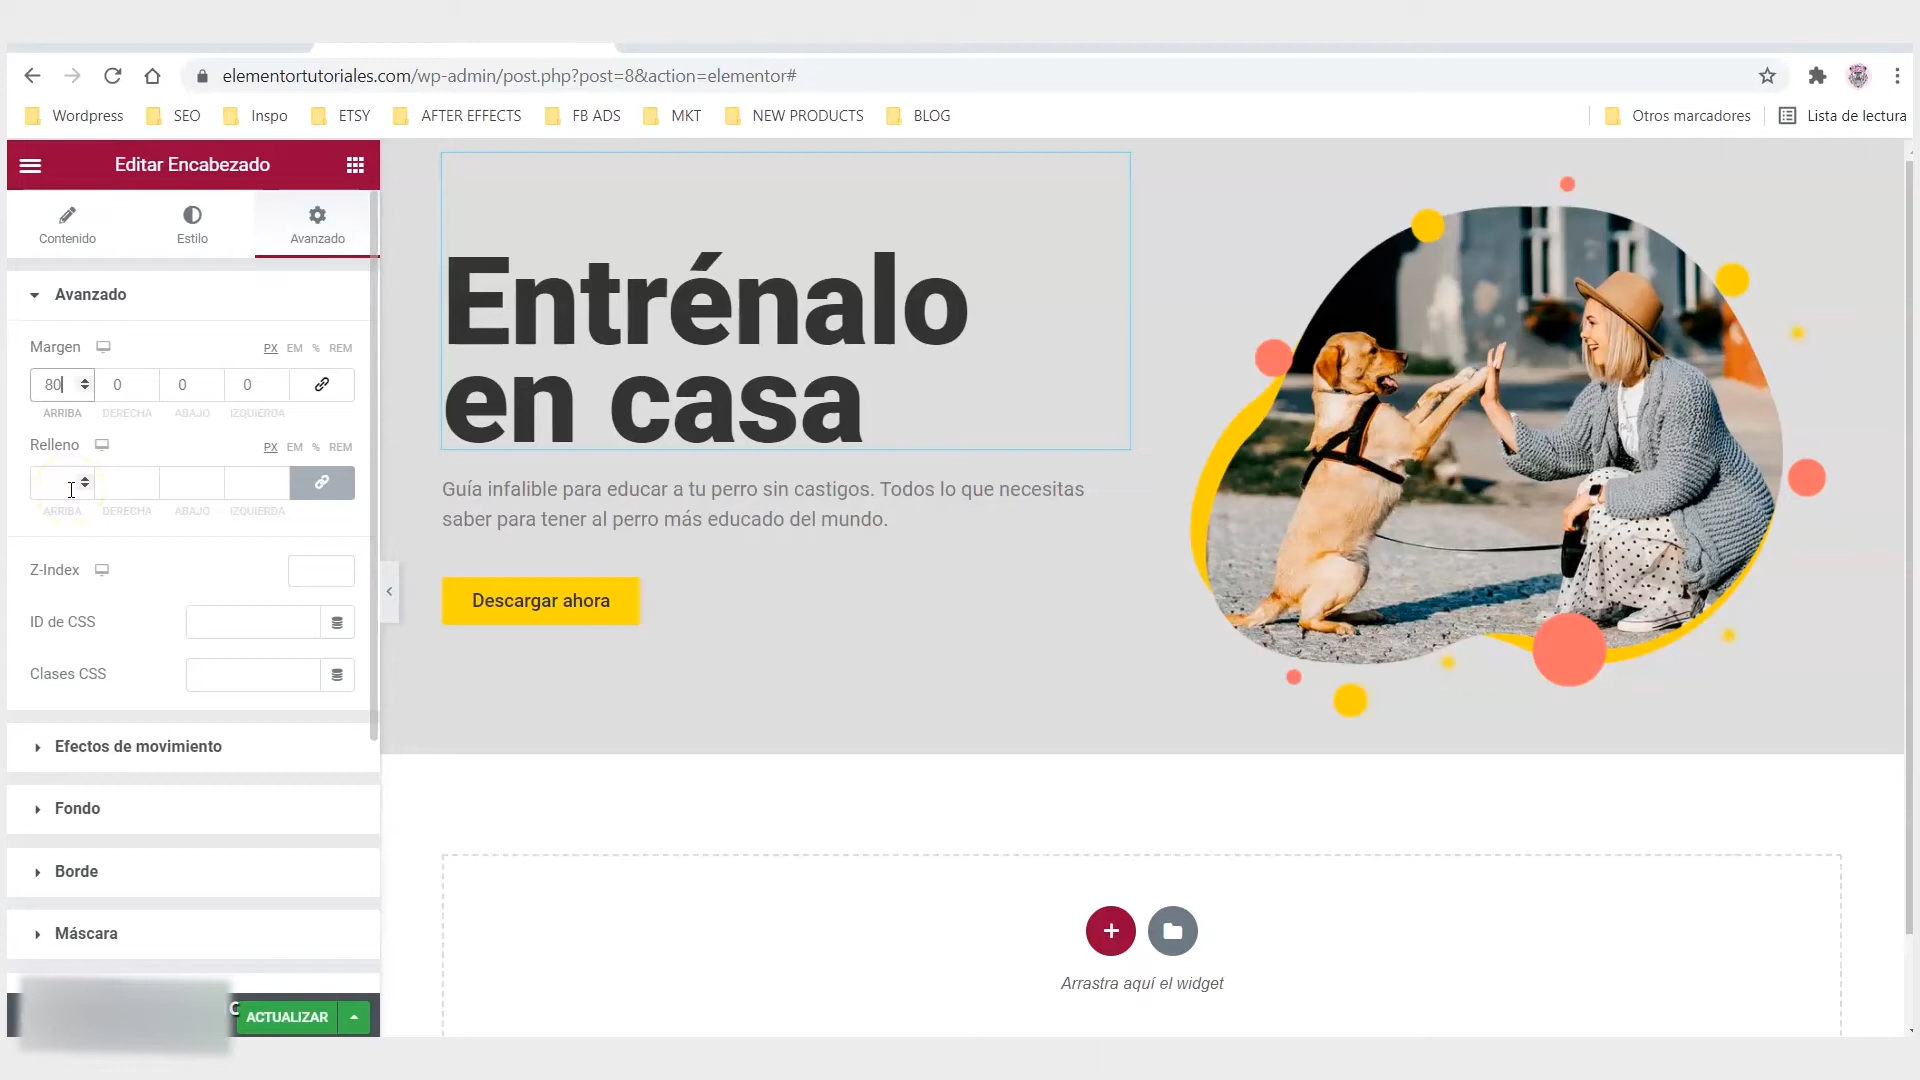 elementortutoriales.com/wp-admin/post.php?post=8&action=elementor#
Wordpress SEO Inspo ETSY AFTER EFFECTS FB ADS MKT NEW PRODUCTS BLOG Otros marcadores Lista de lectura
Editar Encabezado
Contenido Estilo Avanzado
Avanzado
Margen PX EM % REM
80 0 0 0
ARRIBA DERECHA ABAJO IZQUIERDA
Relleno PX EM % REM
ARRIBA DERECHA ABAJO IZQUIERDA
Z-Index
ID de CSS
Clases CSS
Efectos de movimiento
Fondo
Borde
Máscara
ACTUALIZAR
Entrénalo
en casa
Guía infalible para educar a tu perro sin castigos. Todos lo que necesitas
saber para tener al perro más educado del mundo.
Descargar ahora
Arrastra aquí el widget